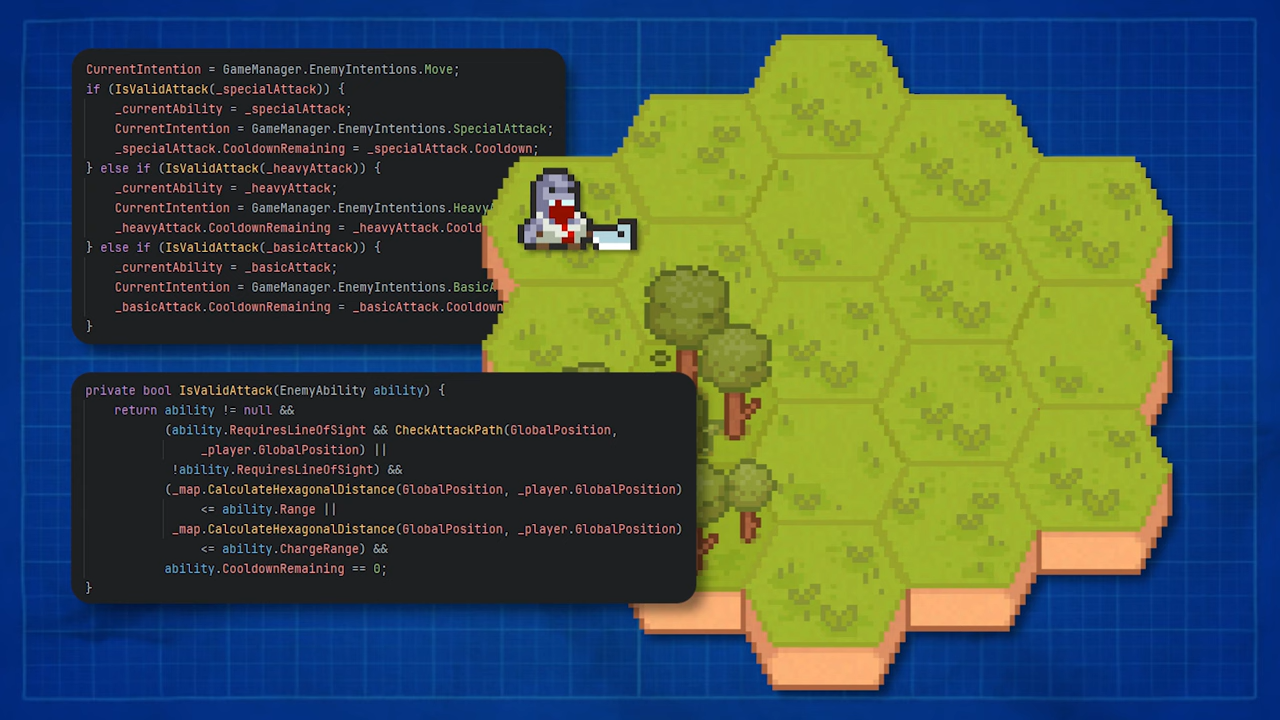 CurrentIntention = GameManager.EnemyIntentions.Move;
if (IsValidAttack(_specialAttack)) {
    _currentAbility = _specialAttack;
    CurrentIntention = GameManager.EnemyIntentions.SpecialAttack;
    _specialAttack.CooldownRemaining = _specialAttack.Cooldown;
} else if (IsValidAttack(_heavyAttack)) {
    _currentAbility = _heavyAttack;
    CurrentIntention = GameManager.EnemyIntentions.Heavy
    _heavyAttack.CooldownRemaining = _heavyAttack.Coold
} else if (IsValidAttack(_basicAttack)) {
    _currentAbility = _basicAttack;
    CurrentIntention = GameManager.EnemyIntentions.BasicA
    _basicAttack.CooldownRemaining = _basicAttack.Cooldown
}
private bool IsValidAttack(EnemyAbility ability) {
    return ability != null &&
           (ability.RequiresLineOfSight && CheckAttackPath(GlobalPosition,
                _player.GlobalPosition) ||
            !ability.RequiresLineOfSight) &&
           (_map.CalculateHexagonalDistance(GlobalPosition, _player.GlobalPosition)
                <= ability.Range ||
            _map.CalculateHexagonalDistance(GlobalPosition, _player.GlobalPosition)
                <= ability.ChargeRange) &&
           ability.CooldownRemaining == 0;
}